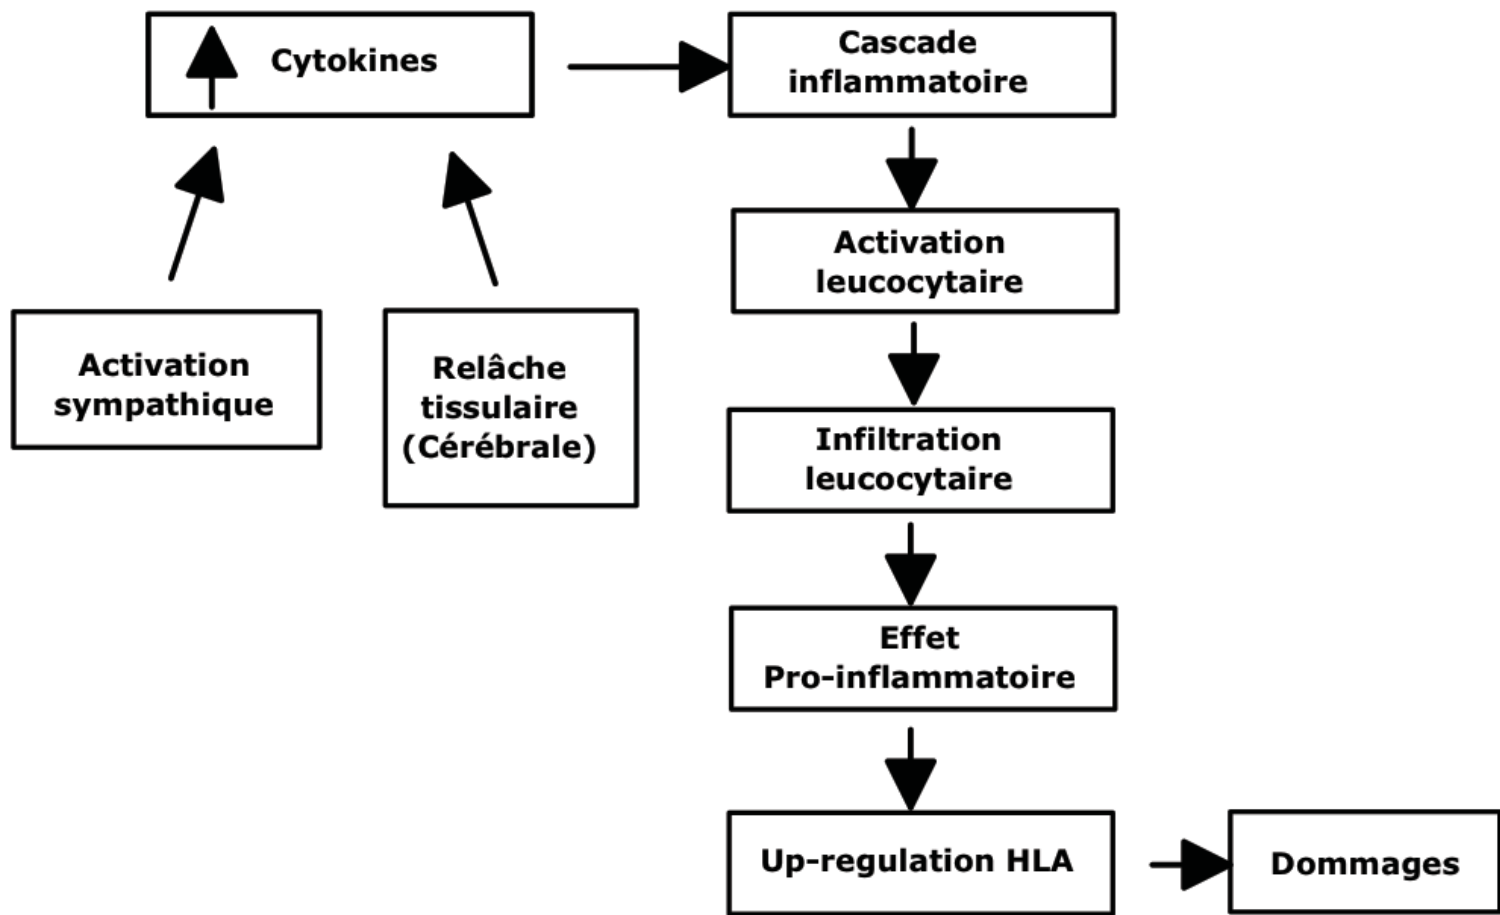 Cytokines
Cascade
inflammatoire
Activation
leucocytaire
Activation
sympathique
Relâche
tissulaire
(Cérébrale)
Infiltration
leucocytaire
Effet
Pro-inflammatoire
Up-regulation HLA
Dommages